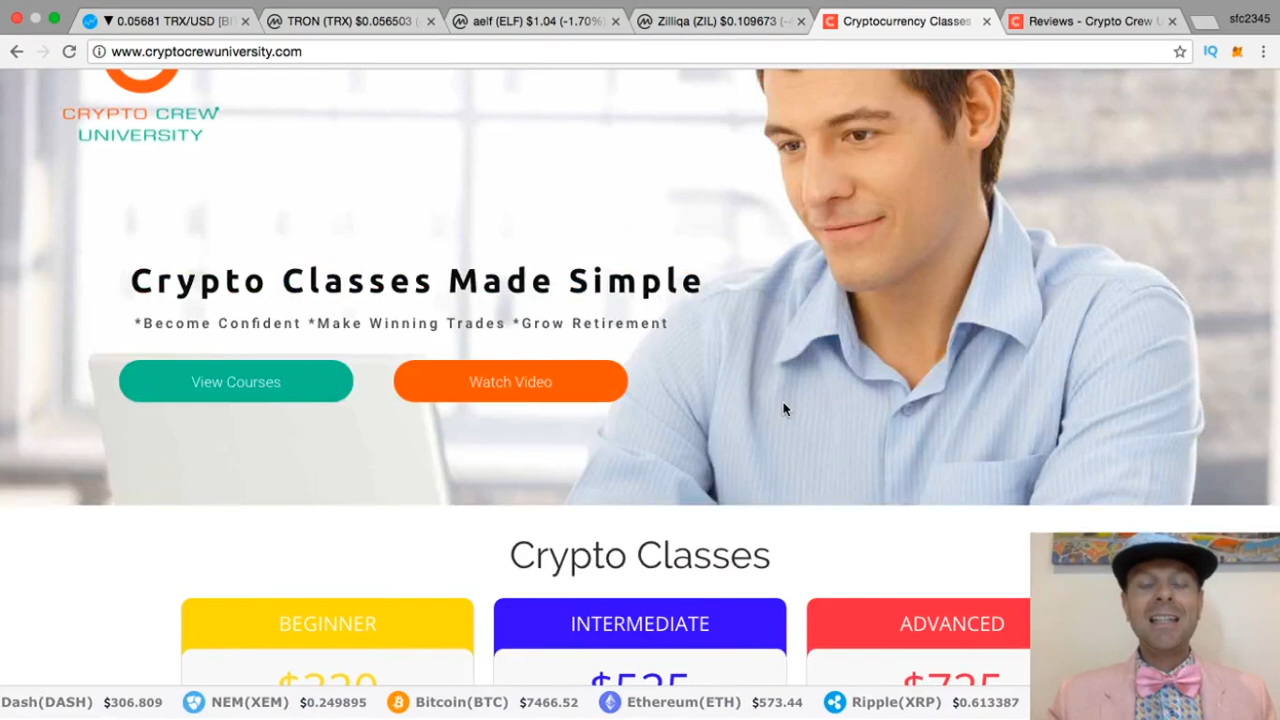 ▼ 0.05681 TRX/USD [BI
TRON (TRX) $0.056503 (
aelf (ELF) $1.04 (-1.70%)
Zilliqa (ZIL) $0.109673 (-
Cryptocurrency Classes
Reviews - Crypto Crew U
sfc2345
www.cryptocrewuniversity.com
IQ
CRYPTO CREW
UNIVERSITY
Crypto Classes Made Simple
*Become Confident *Make Winning Trades *Grow Retirement
View Courses
Watch Video
Crypto Classes
BEGINNER
INTERMEDIATE
ADVANCED
Dash(DASH) $306.809
NEM(XEM) $0.249895
Bitcoin(BTC) $7466.52
Ethereum(ETH) $573.44
Ripple(XRP) $0.613387